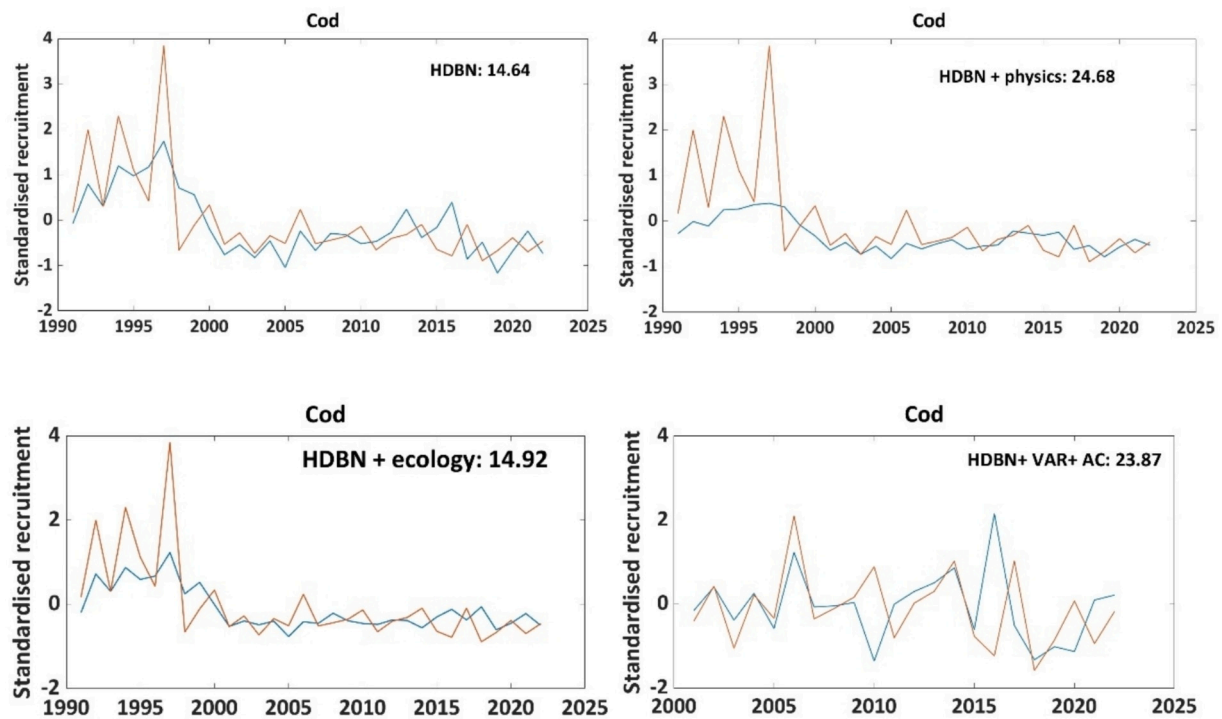 Cod
HDBN: 14.64
Standardised recruitment
4
3
2
1
0
-1
-2
1990 1995 2000 2005 2010 2015 2020 2025
Cod
HDBN + physics: 24.68
Standardised recruitment
4
3
2
1
0
-1
-2
1990 1995 2000 2005 2010 2015 2020 2025
Cod
HDBN + ecology: 14.92
Standardised recruitment
4
2
0
-2
1990 1995 2000 2005 2010 2015 2020 2025
Cod
HDBN+ VAR+ AC: 23.87
Standardised recruitment
4
2
0
-2
2000 2005 2010 2015 2020 2025